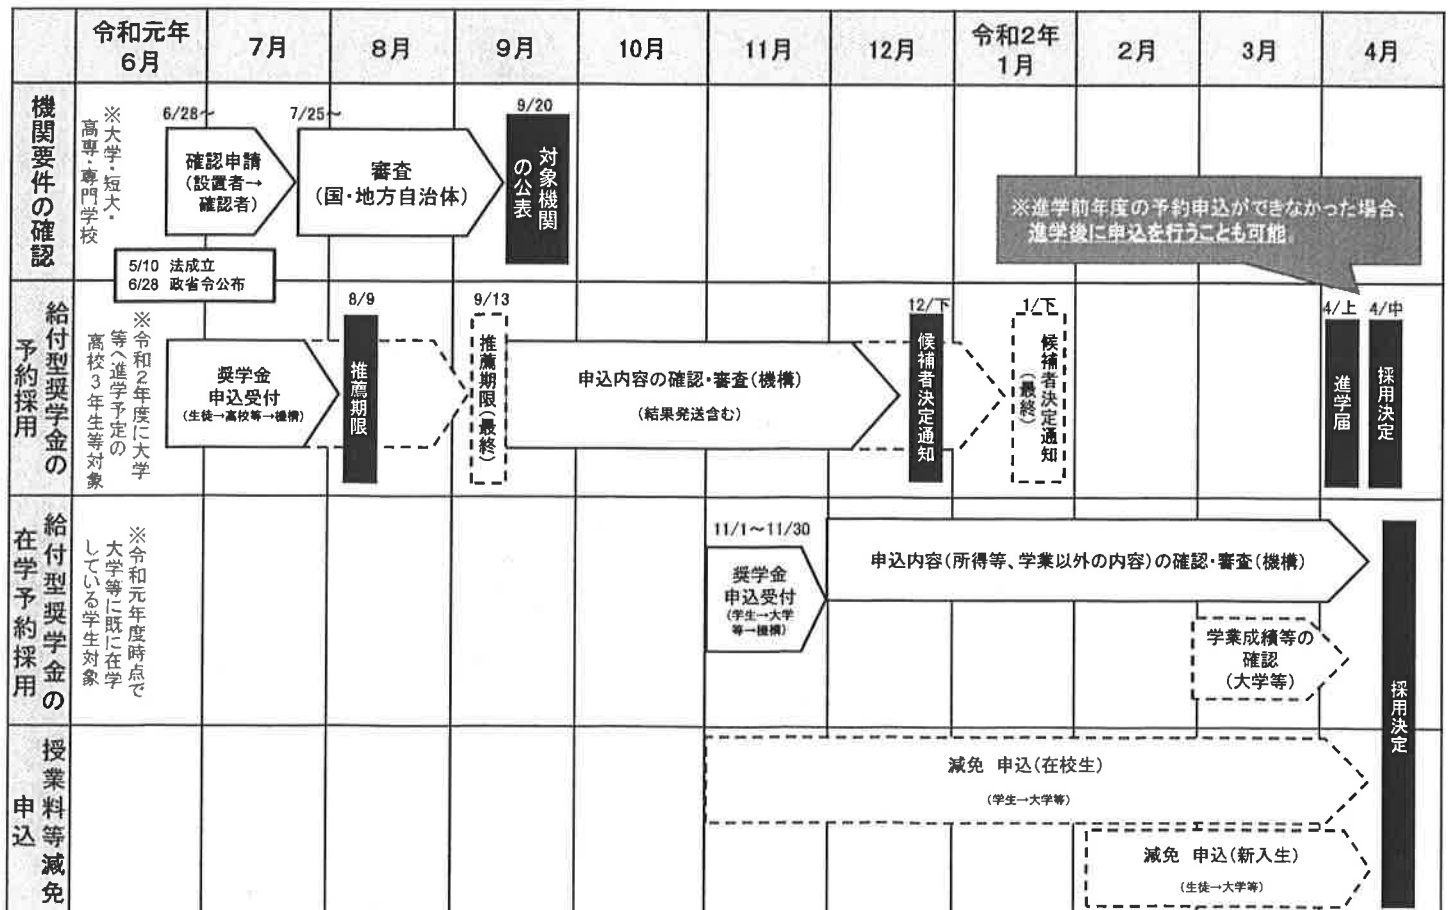 令和元年
6月
7月
8月
9月
10月
11月
12月
令和2年
1月
2月
3月
4月
機関要件の確認
※大学・短大・
高専・専門学校
6/28～
確認申請
(設置者→
確認者)
7/25～
審査
(国・地方自治体)
9/20
対象機関
の公表
5/10 法成立
6/28 政省令公布
※進学前年度の予約申込ができなかった場合、
進学後に申込を行うことも可能。
給付型奨学金の
予約採用
※令和2年度に大学
等へ進学予定の
高校3年生等対象
奨学金
申込受付
(生徒→高校等→機構)
8/9
推薦期限
9/13
推薦期限(最終)
申込内容の確認・審査(機構)
(結果発送含む)
12/下
候補者決定通知
1/下
候補者決定通知
(最終)
4/上
進学届
4/中
採用決定
給付型奨学金の
在学予約採用
※令和元年度時点で
大学等に既に在学
している学生対象
11/1～11/30
奨学金
申込受付
(学生→大学
等→機構)
申込内容(所得等、学業以外の内容)の確認・審査(機構)
学業成績等の
確認
(大学等)
採用決定
授業料等減免
申込
減免 申込(在校生)
(学生→大学等)
減免 申込(新入生)
(生徒→大学等)